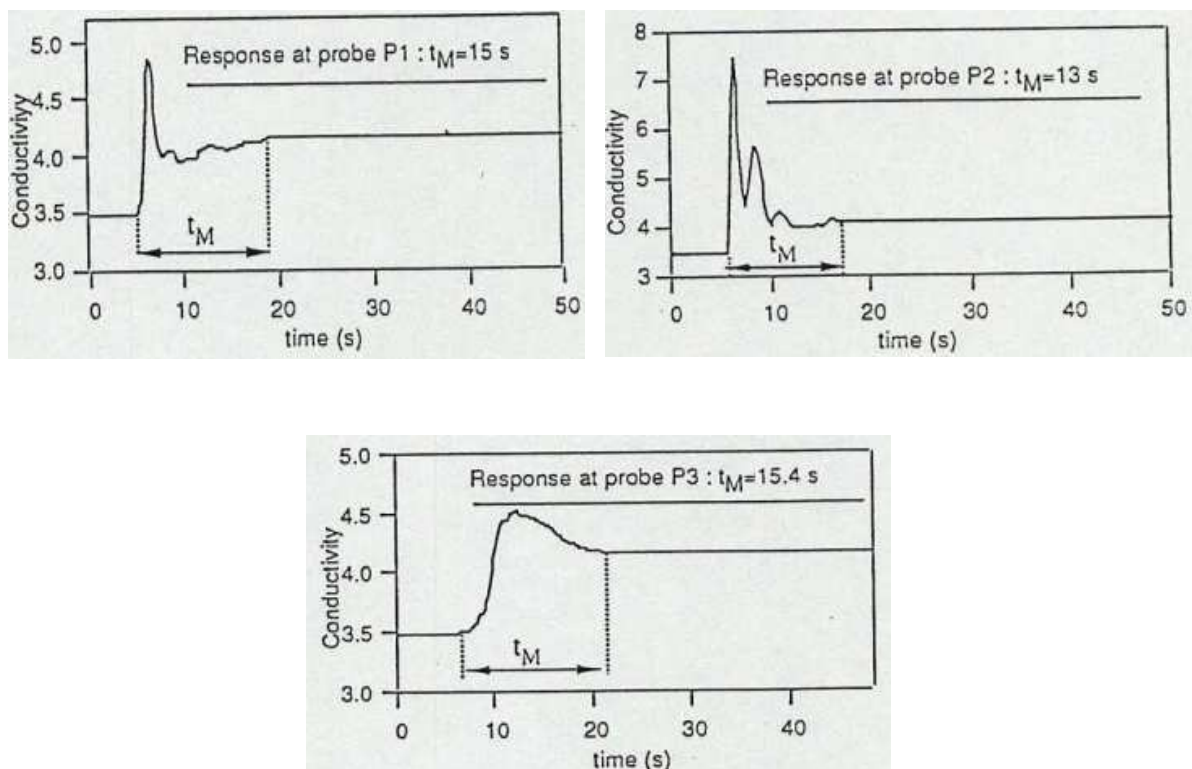 Response at probe P1 : tM=15 s
Conductivivy
5.0
4.5
4.0
3.5
3.0
tM
0 10 20 30 40 50
time (s)
Response at probe P2 : tM=13 s
Conductivity
8
7
6
5
4
3
tM
0 10 20 30 40 50
time (s)
Response at probe P3 : tM=15.4 s
Conductivity
5.0
4.5
4.0
3.5
3.0
tM
0 10 20 30 40
time (s)